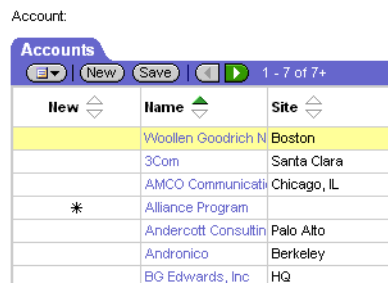 Account:
Accounts
New Save 1 - 7 of 7+
New Name Site
Woollen Goodrich N Boston
3Com Santa Clara
AMCO Communicati Chicago, IL
* Alliance Program
Andercott Consultin Palo Alto
Andronico Berkeley
BG Edwards, Inc HQ